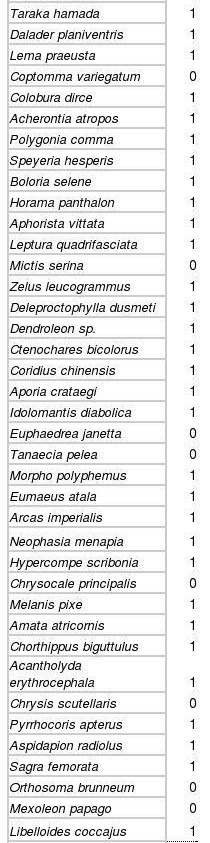 Taraka hamada 1
Dalader planiventris 1
Lema praeusta 1
Coptomma variegatum 0
Colobura dirce 1
Acherontia atropos 1
Polygonia comma 1
Speyeria hesperis 1
Boloria selene 1
Horama panthalon 1
Aphorista vittata 1
Leptura quadrifasciata 1
Mictis serina 0
Zelus leucogrammus 1
Deleproctophylla dusmeti 1
Dendroleon sp. 1
Ctenochares bicolorus 1
Coridius chinensis 1
Aporia crataegi 1
Idolomantis diabolica 1
Euphaedrea janetta 0
Tanaecia pelea 0
Morpho polyphemus 1
Eumaeus atala 1
Arcas imperialis 1
Neophasia menapia 1
Hypercompe scribonia 1
Chrysocale principalis 0
Melanis pixe 1
Amata atricornis 1
Chorthippus biguttulus 1
Acantholyda
erythrocephala 1
Chrysis scutellaris 0
Pyrrhocoris apterus 1
Aspidapion radiolus 1
Sagra femorata 1
Orthosoma brunneum 0
Mexoleon papago 0
Libelloides coccajus 1